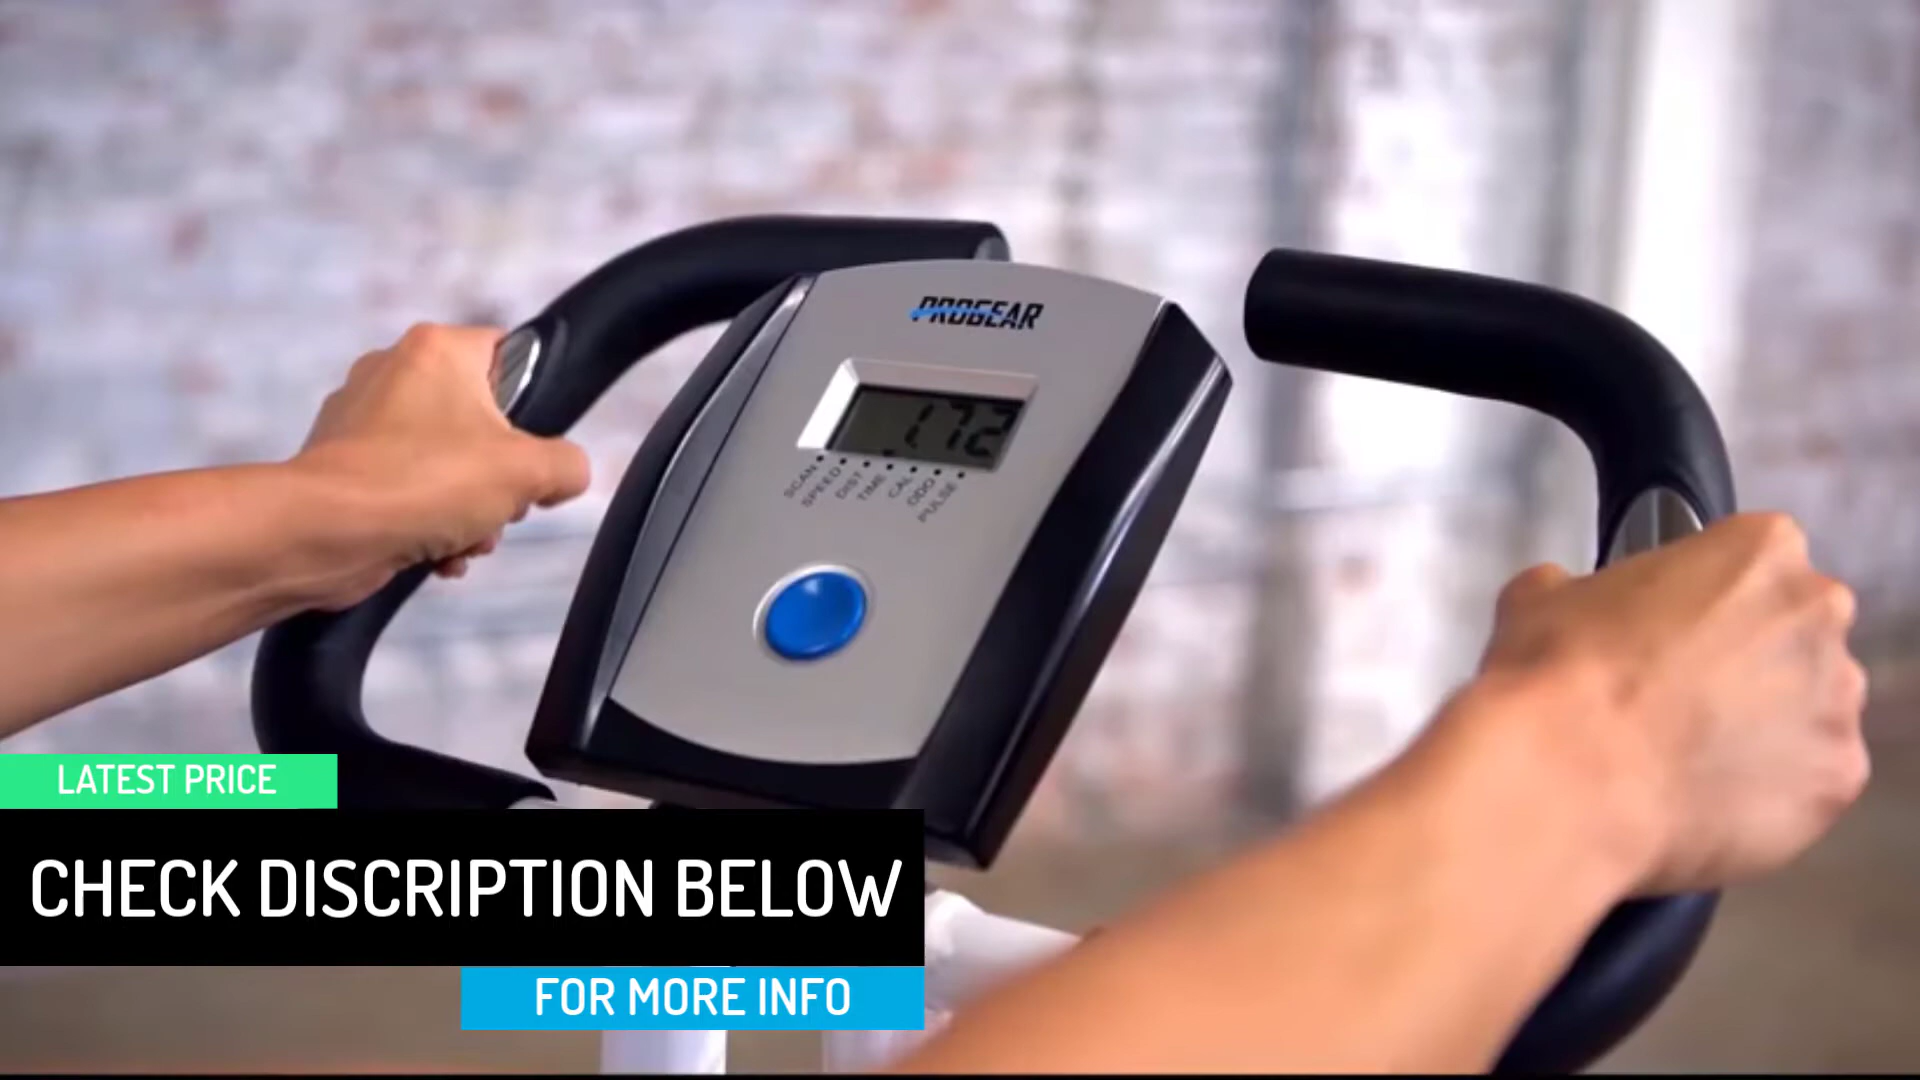 PROGEAR
172
SCAN
SPEED
DIST
TIME
CAL
ODO
PULSE
LATEST PRICE
CHECK DISCRIPTION BELOW
FOR MORE INFO